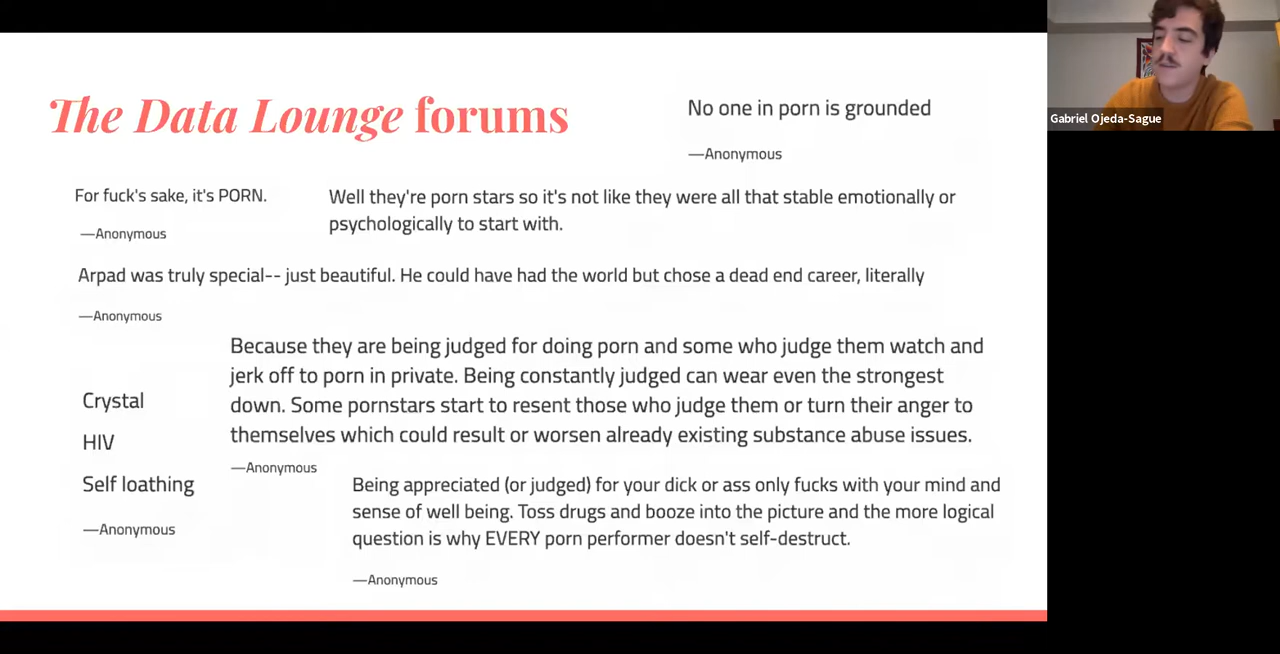 The Data Lounge forums
No one in porn is grounded
—Anonymous
Gabriel Ojeda-Sague
For fuck's sake, it's PORN.
—Anonymous
Well they're porn stars so it's not like they were all that stable emotionally or
psychologically to start with.
Arpad was truly special-- just beautiful. He could have had the world but chose a dead end career, literally
—Anonymous
Because they are being judged for doing porn and some who judge them watch and
jerk off to porn in private. Being constantly judged can wear even the strongest
down. Some pornstars start to resent those who judge them or turn their anger to
themselves which could result or worsen already existing substance abuse issues.
—Anonymous
Crystal
HIV
Self loathing
—Anonymous
Being appreciated (or judged) for your dick or ass only fucks with your mind and
sense of well being. Toss drugs and booze into the picture and the more logical
question is why EVERY porn performer doesn't self-destruct.
—Anonymous